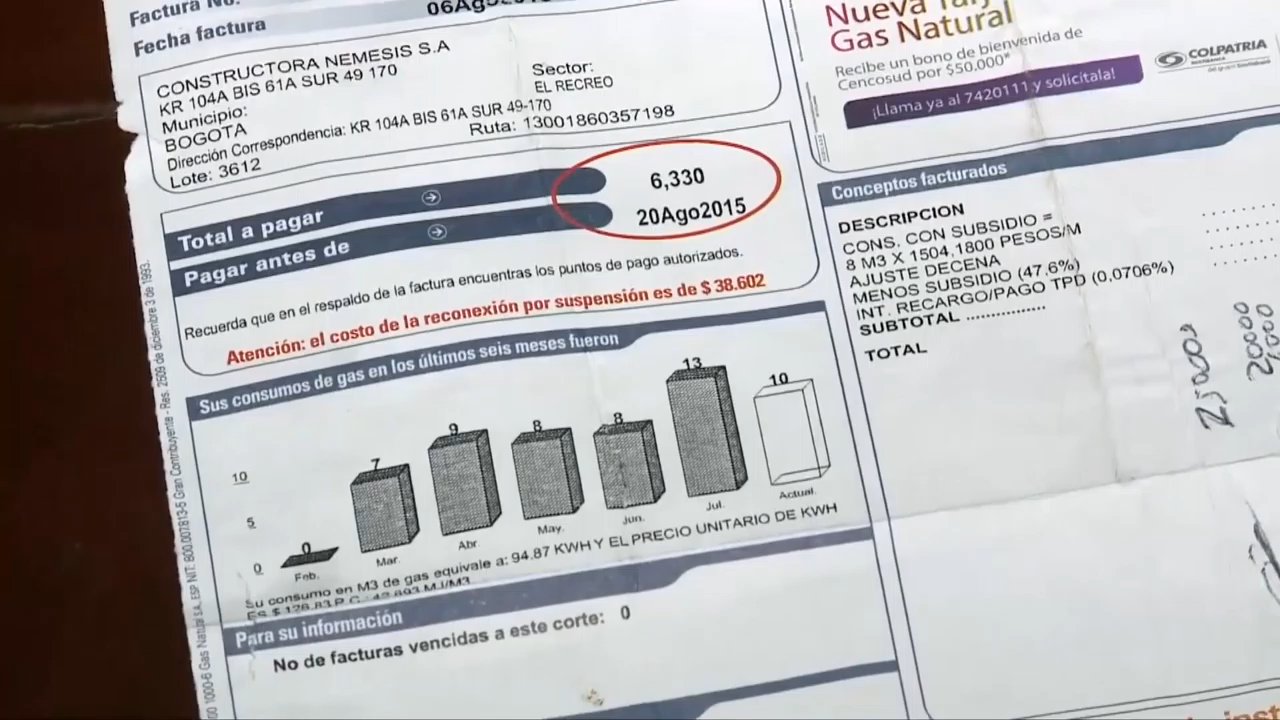 Factura No.
Fecha factura
CONSTRUCTORA NEMESIS S.A
KR 104A BIS 61A SUR 49 170
Municipio:
BOGOTA
Sector:
EL RECREO
Dirección Correspondencia: KR 104A BIS 61A SUR 49-170
Lote: 3612
Ruta: 13001860357198
Total a pagar
6,330
Pagar antes de
20Ago2015
Recuerda que en el respaldo de la factura encuentras los puntos de pago autorizados.
Atención: el costo de la reconexión por suspensión es de $ 38.602
Sus consumos de gas en los últimos seis meses fueron
10
5
0
0
7
9
8
8
13
10
Feb.
Mar.
Abr.
May.
Jun.
Jul.
Actual.
Su consumo en M3 de gas equivale a: 94.87 KWH Y EL PRECIO UNITARIO DE KWH
Para su información
No de facturas vencidas a este corte: 0
Nueva
Gas Natural
Recibe un bono de bienvenida de
Cencosud por $50.000*
¡Llama ya al 7420111 y solicítala!
COLPATRIA
Conceptos facturados
DESCRIPCION
CONS. CON SUBSIDIO =
8 M3 X 1504,1800 PESOS/M
AJUSTE DECENA
MENOS SUBSIDIO (47.6%)
INT. RECARGO/PAGO TPD (0.0706%)
SUBTOTAL ...............
TOTAL
20000